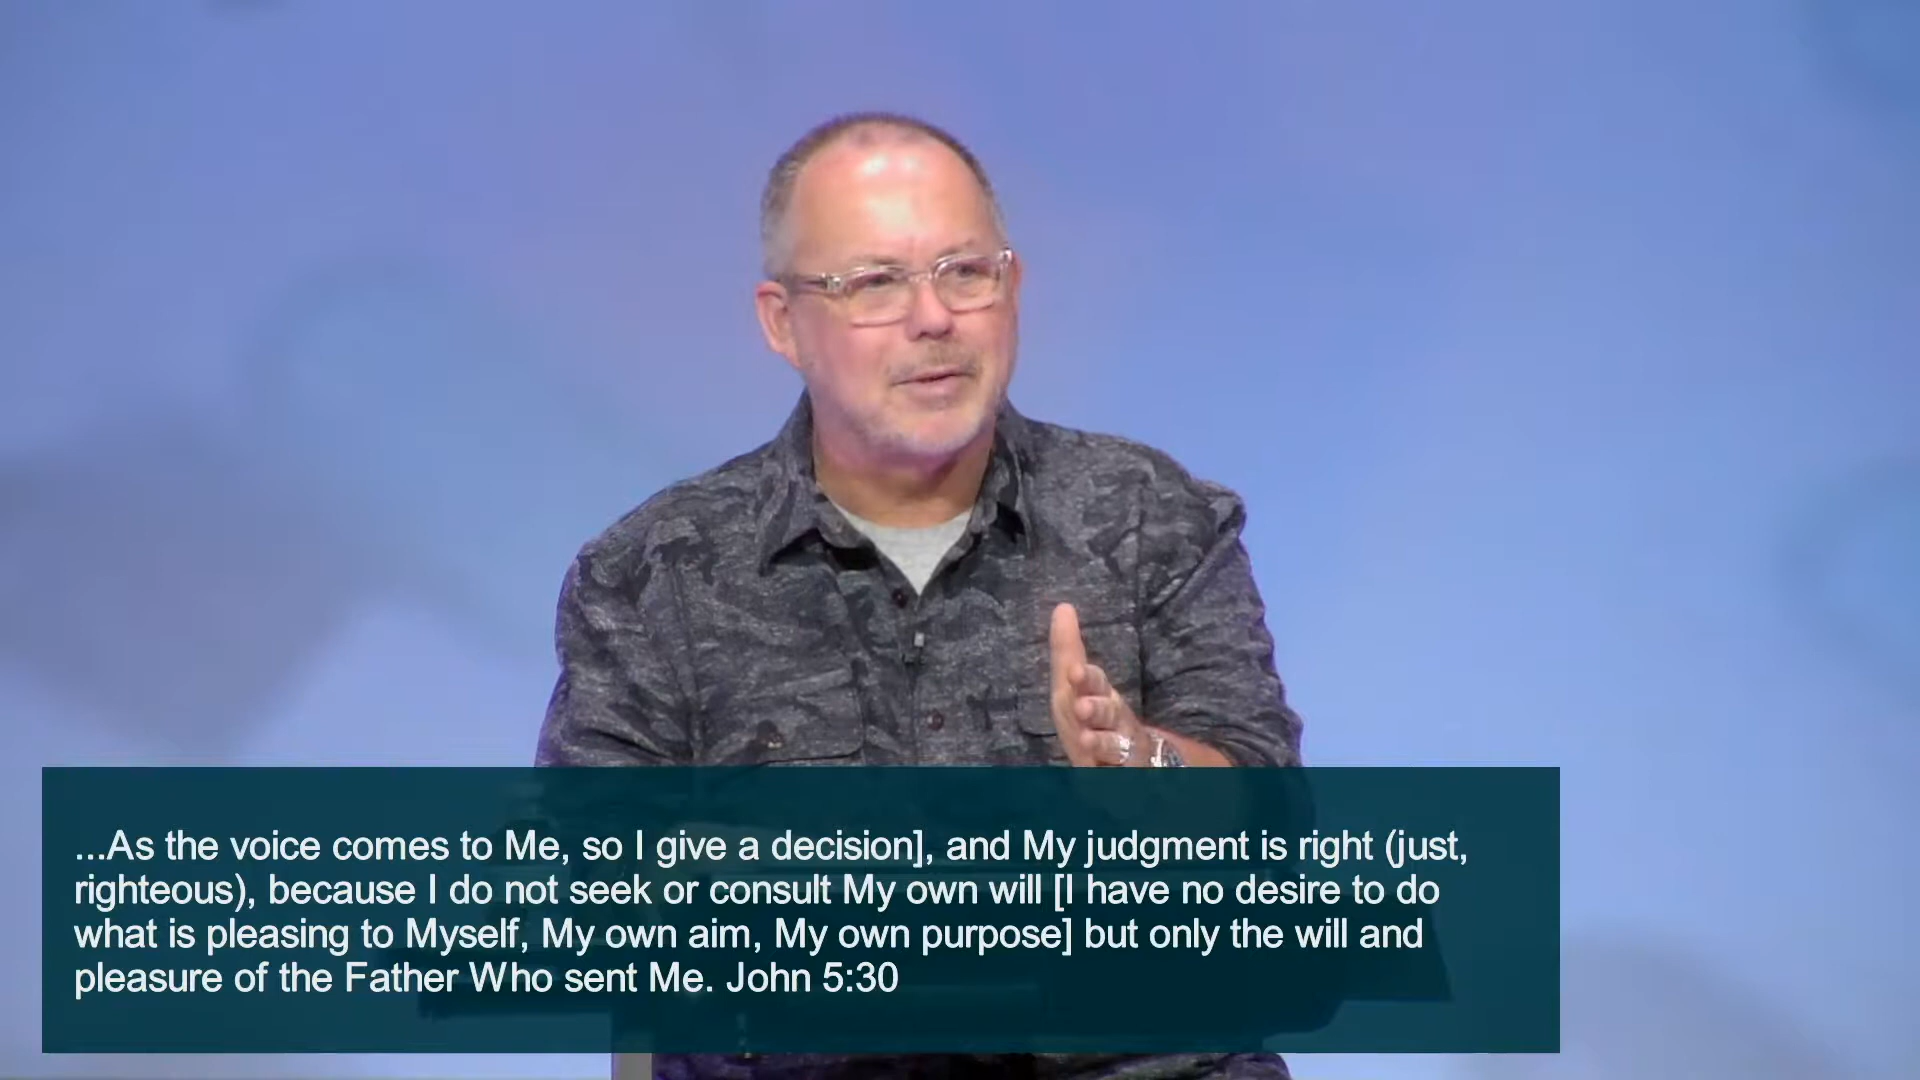 ...As the voice comes to Me, so I give a decision], and My judgment is right (just,
righteous), because I do not seek or consult My own will [I have no desire to do
what is pleasing to Myself, My own aim, My own purpose] but only the will and
pleasure of the Father Who sent Me. John 5:30